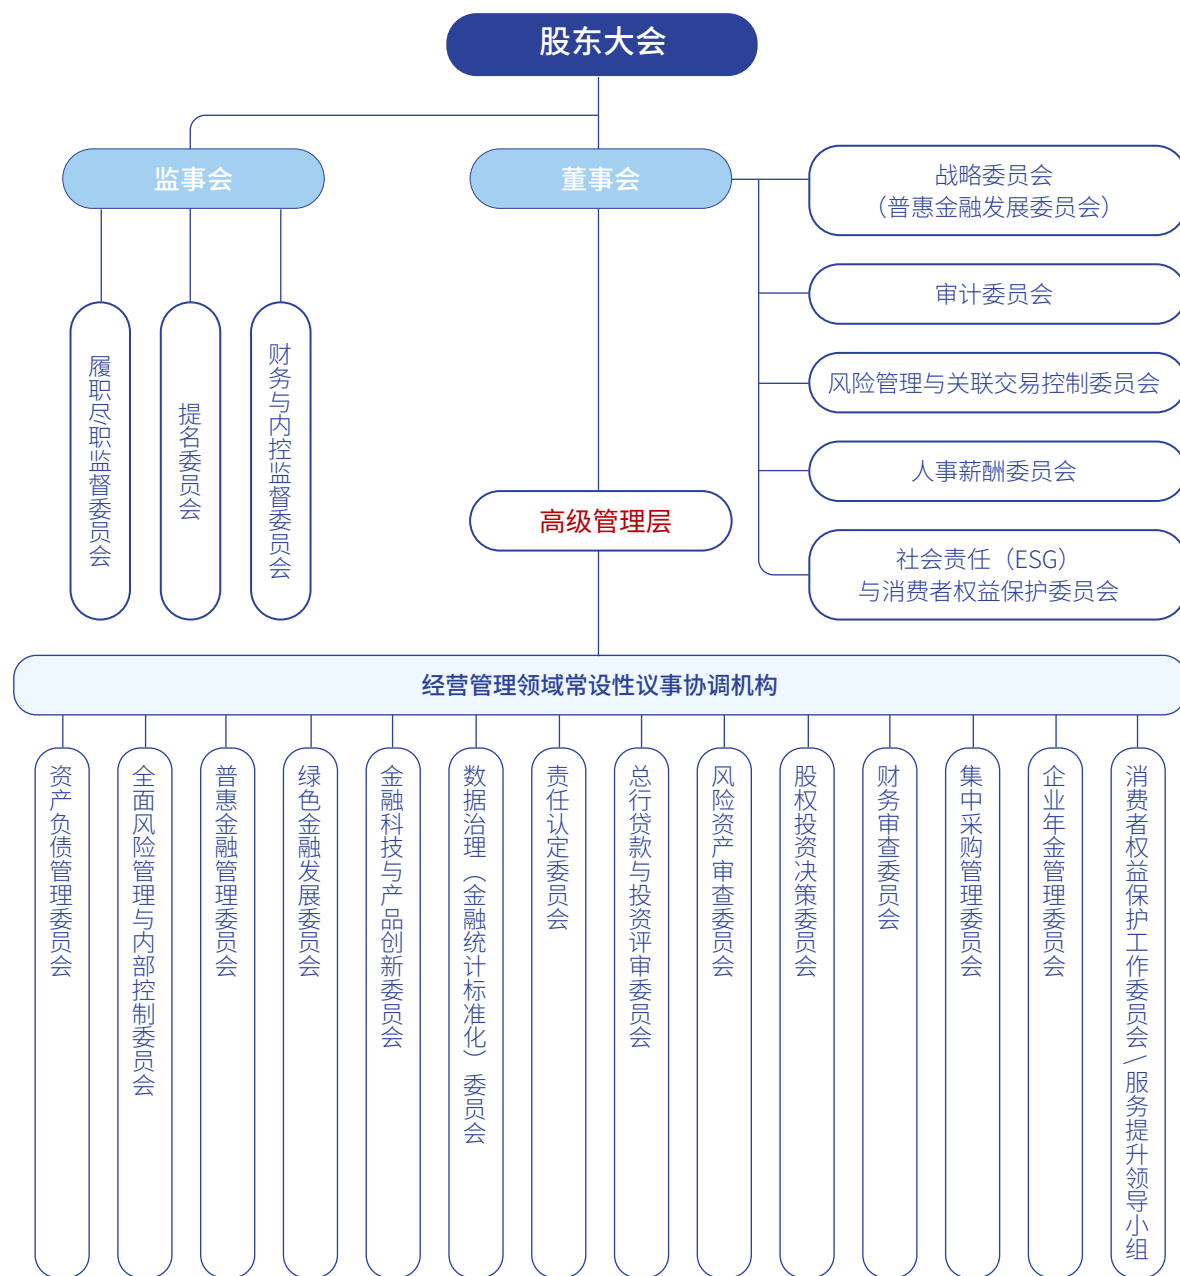 股东大会
监事会
董事会
战略委员会
（普惠金融发展委员会）
审计委员会
风险管理与关联交易控制委员会
人事薪酬委员会
社会责任（ESG）
与消费者权益保护委员会
履职尽职监督委员会
提名委员会
财务与内控监督委员会
高级管理层
经营管理领域常设性议事协调机构
资产负债管理委员会
全面风险管理与内部控制委员会
普惠金融管理委员会
绿色金融发展委员会
金融科技与产品创新委员会
数据治理（金融统计标准化）委员会
责任认定委员会
总行贷款与投资评审委员会
风险资产审查委员会
股权投资决策委员会
财务审查委员会
集中采购管理委员会
企业年金管理委员会
消费者权益保护工作委员会\服务提升领导小组